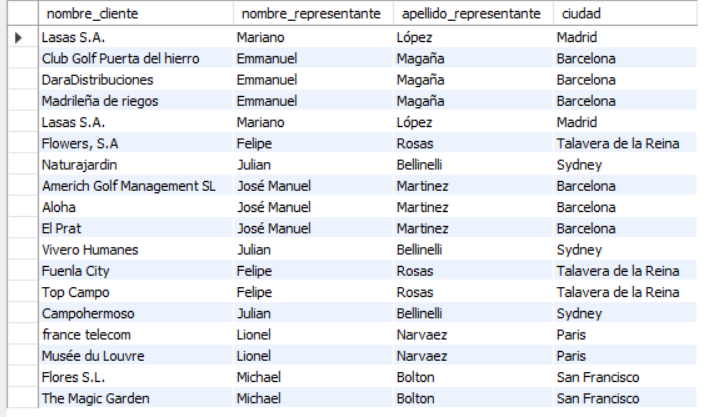 nombre_cliente nombre_representante apellido_representante ciudad
Lasas S.A. Mariano López Madrid
Club Golf Puerta del hierro Emmanuel Magaña Barcelona
DaraDistribuciones Emmanuel Magaña Barcelona
Madrileña de riegos Emmanuel Magaña Barcelona
Lasas S.A. Mariano López Madrid
Flowers, S.A Felipe Rosas Talavera de la Reina
Naturajardin Julian Bellinelli Sydney
Americh Golf Management SL José Manuel Martinez Barcelona
Aloha José Manuel Martinez Barcelona
El Prat José Manuel Martinez Barcelona
Vivero Humanes Julian Bellinelli Sydney
Fuenla City Felipe Rosas Talavera de la Reina
Top Campo Felipe Rosas Talavera de la Reina
Campohermoso Julian Bellinelli Sydney
france telecom Lionel Narvaez Paris
Musée du Louvre Lionel Narvaez Paris
Flores S.L. Michael Bolton San Francisco
The Magic Garden Michael Bolton San Francisco